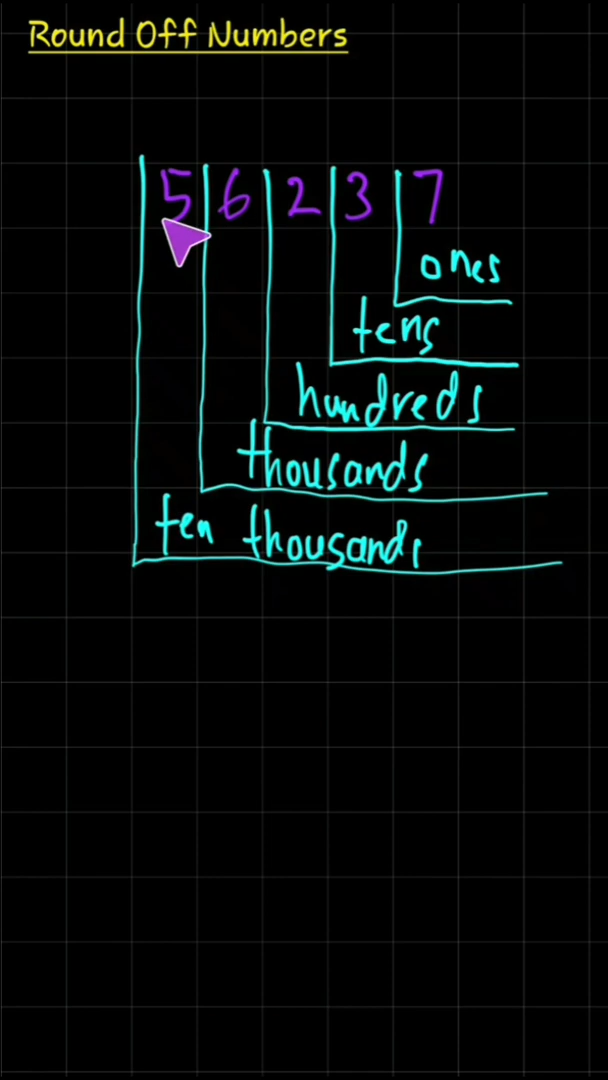 Round Off Numbers
5 6 2 3 7
ones
tens
hundreds
thousands
ten thousands